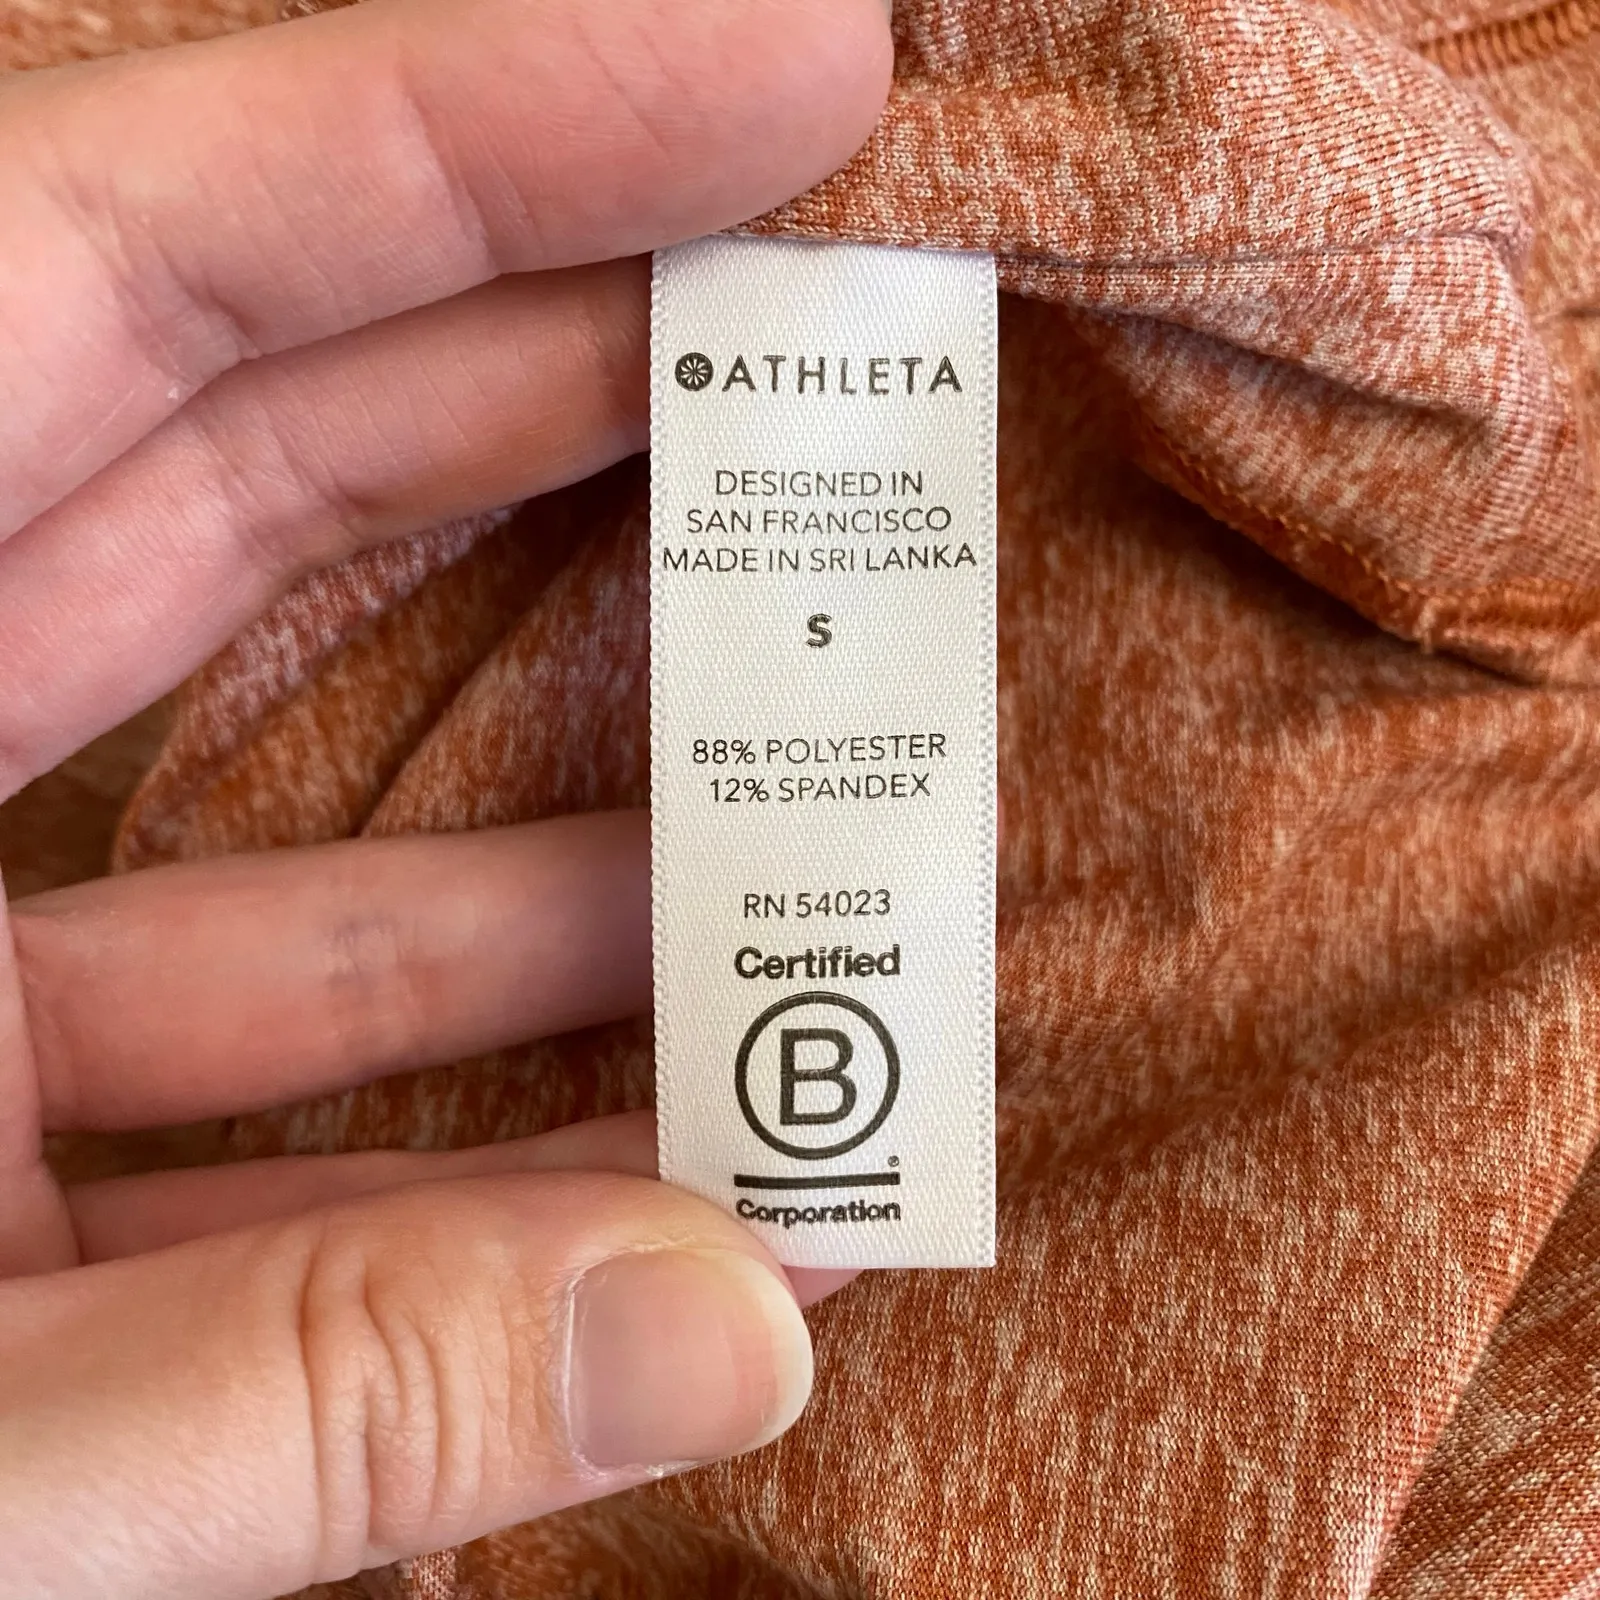 ATHLETA
DESIGNED IN
SAN FRANCISCO
MADE IN SRI LANKA
S
88% POLYESTER
12% SPANDEX
RN 54023
Certified
B
®
Corporation